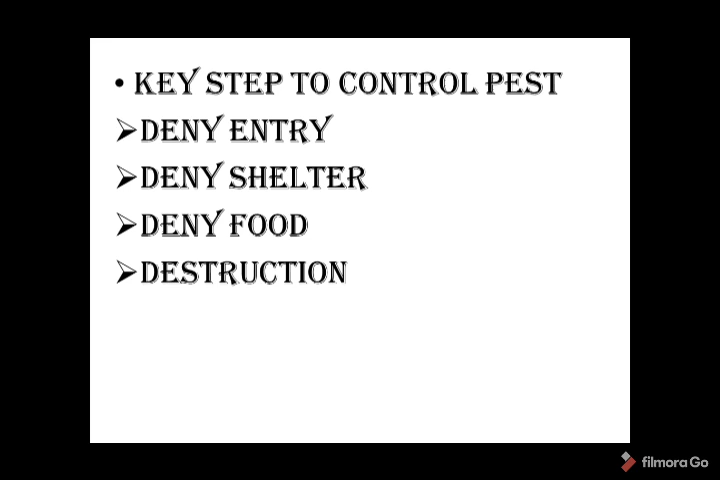 • KEY STEP TO CONTROL PEST
➢DENY ENTRY
➢DENY SHELTER
➢DENY FOOD
➢DESTRUCTION
filmora Go